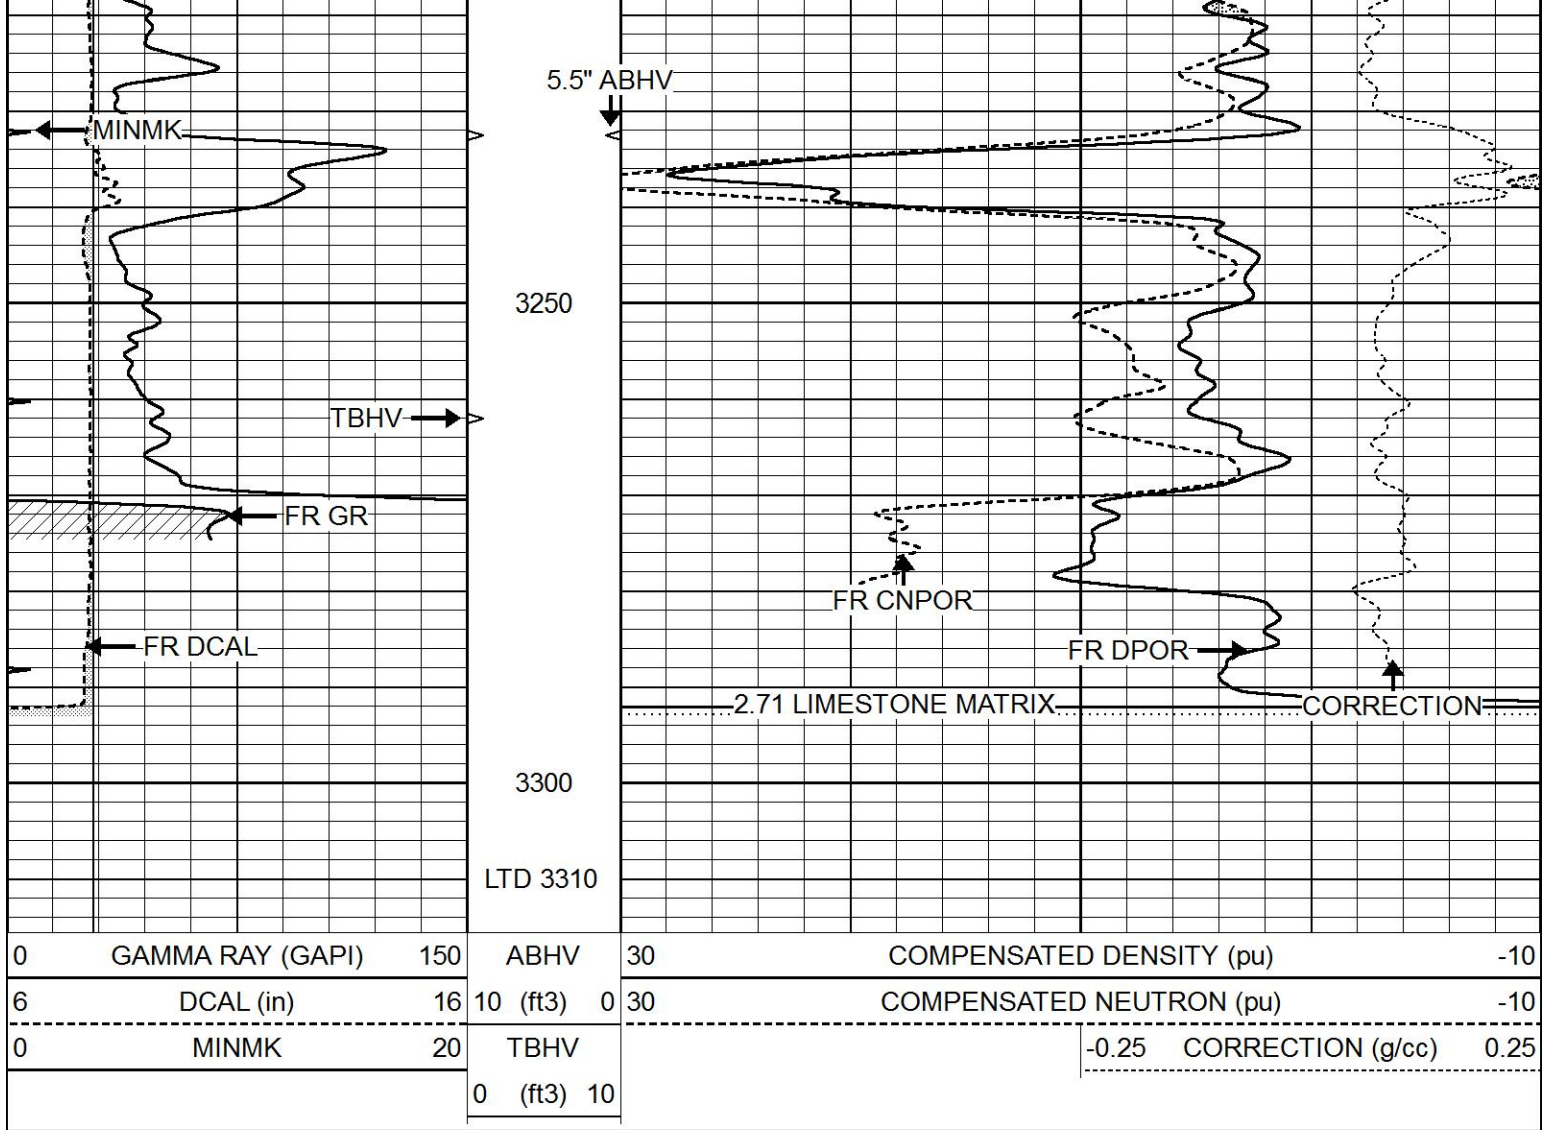 5.5" ABHV
MINMK
3250
TBHV
FR GR
FR CNPOR
FR DCAL
FR DPOR
2.71 LIMESTONE MATRIX
CORRECTION
3300
LTD 3310
0 GAMMA RAY (GAPI) 150 ABHV 30 COMPENSATED DENSITY (pu) -10
6 DCAL (in) 16 10 (ft3) 0 30 COMPENSATED NEUTRON (pu) -10
0 MINMK 20 TBHV -0.25 CORRECTION (g/cc) 0.25
0 (ft3) 10